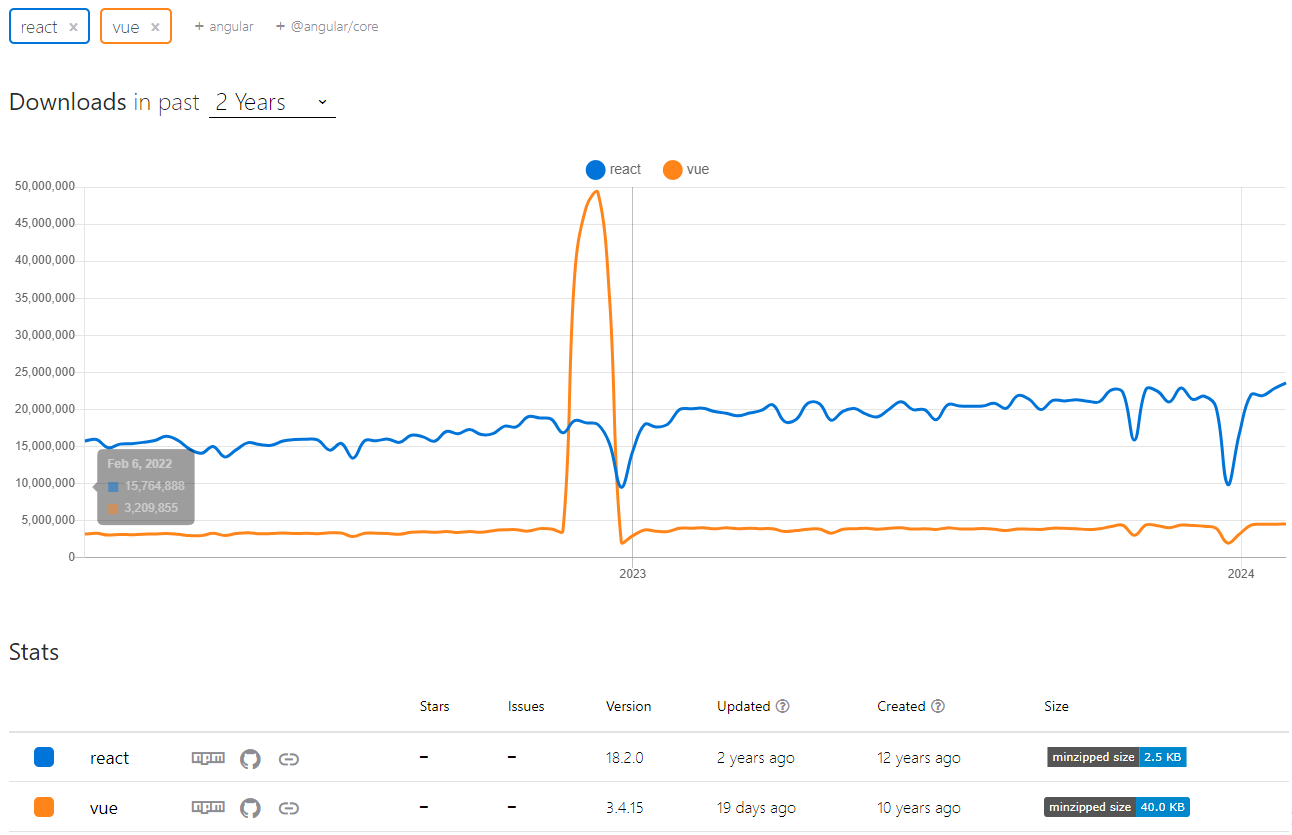 react × vue × + angular + @angular/core
Downloads in past 2 Years
react vue
50,000,000
45,000,000
40,000,000
35,000,000
30,000,000
25,000,000
20,000,000
15,000,000
10,000,000
5,000,000
0
Feb 6, 2022
15,764,888
3,209,855
2023 2024
Stats
Stars Issues Version Updated ? Created ? Size
react npm – – 18.2.0 2 years ago 12 years ago minzipped size 2.5 KB
vue npm – – 3.4.15 19 days ago 10 years ago minzipped size 40.0 KB